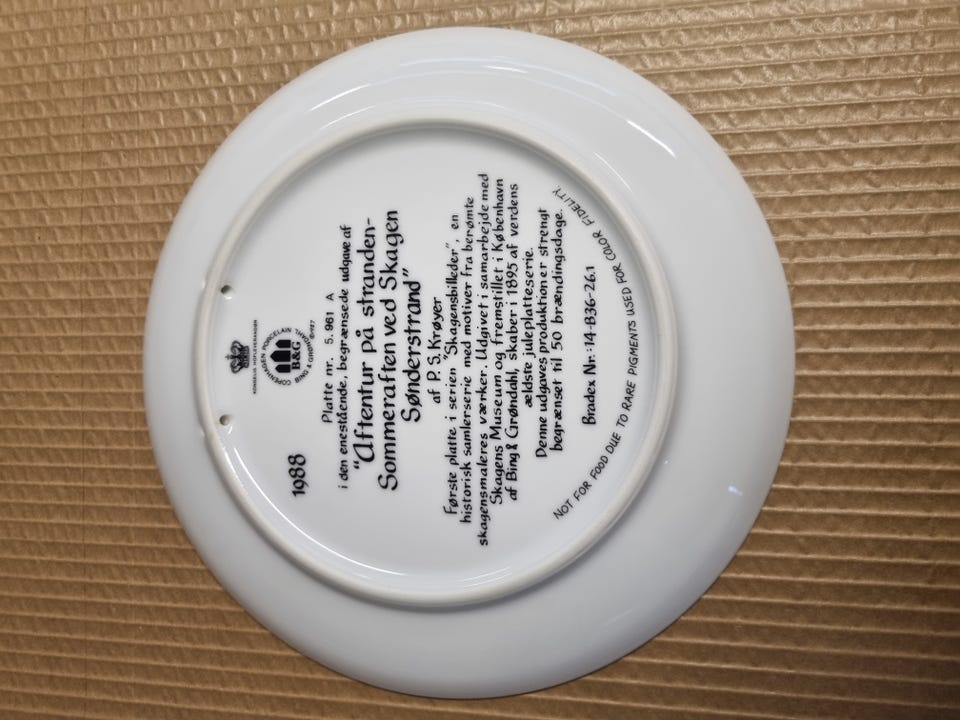 KONGELIG HOFLEVERANDØR
COPENHAGEN PORCELAIN
B&G
BING & GRØNDAHL
©1987
1988
Platte nr. 5.961 A
i den enestående, begrænsede udgave af
"Aftentur på stranden-
Sommeraften ved Skagen
Sønderstrand"
af P. S. Krøyer
Første platte i serien "Skagensbilleder", en
historisk samlerserie med motiver fra berømte
skagensmaleres værker. Udgivet i samarbejde med
Skagens Museum og fremstillet i København
af Bing & Grøndahl, skaber i 1895 af verdens
ældste juleplatteserie.
Denne udgaves produktion er strengt
begrænset til 50 brændingsdage.
Bradex Nr.: 14-B36-26.1
NOT FOR FOOD DUE TO RARE PIGMENTS USED FOR COLOR FIDELITY